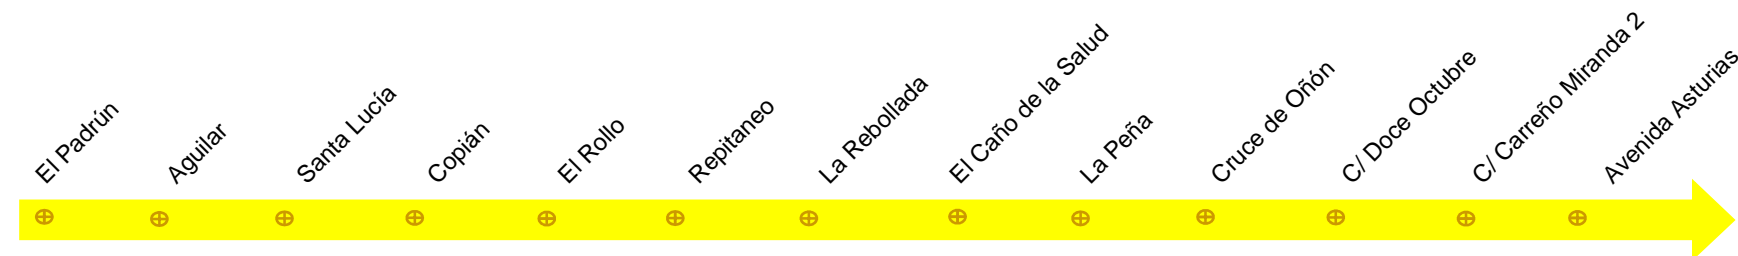 El Padrún
Aguilar
Santa Lucía
Copián
El Rollo
Repitaneo
La Rebollada
El Caño de la Salud
La Peña
Cruce de Oñón
C/ Doce Octubre
C/ Carreño Miranda 2
Avenida Asturias